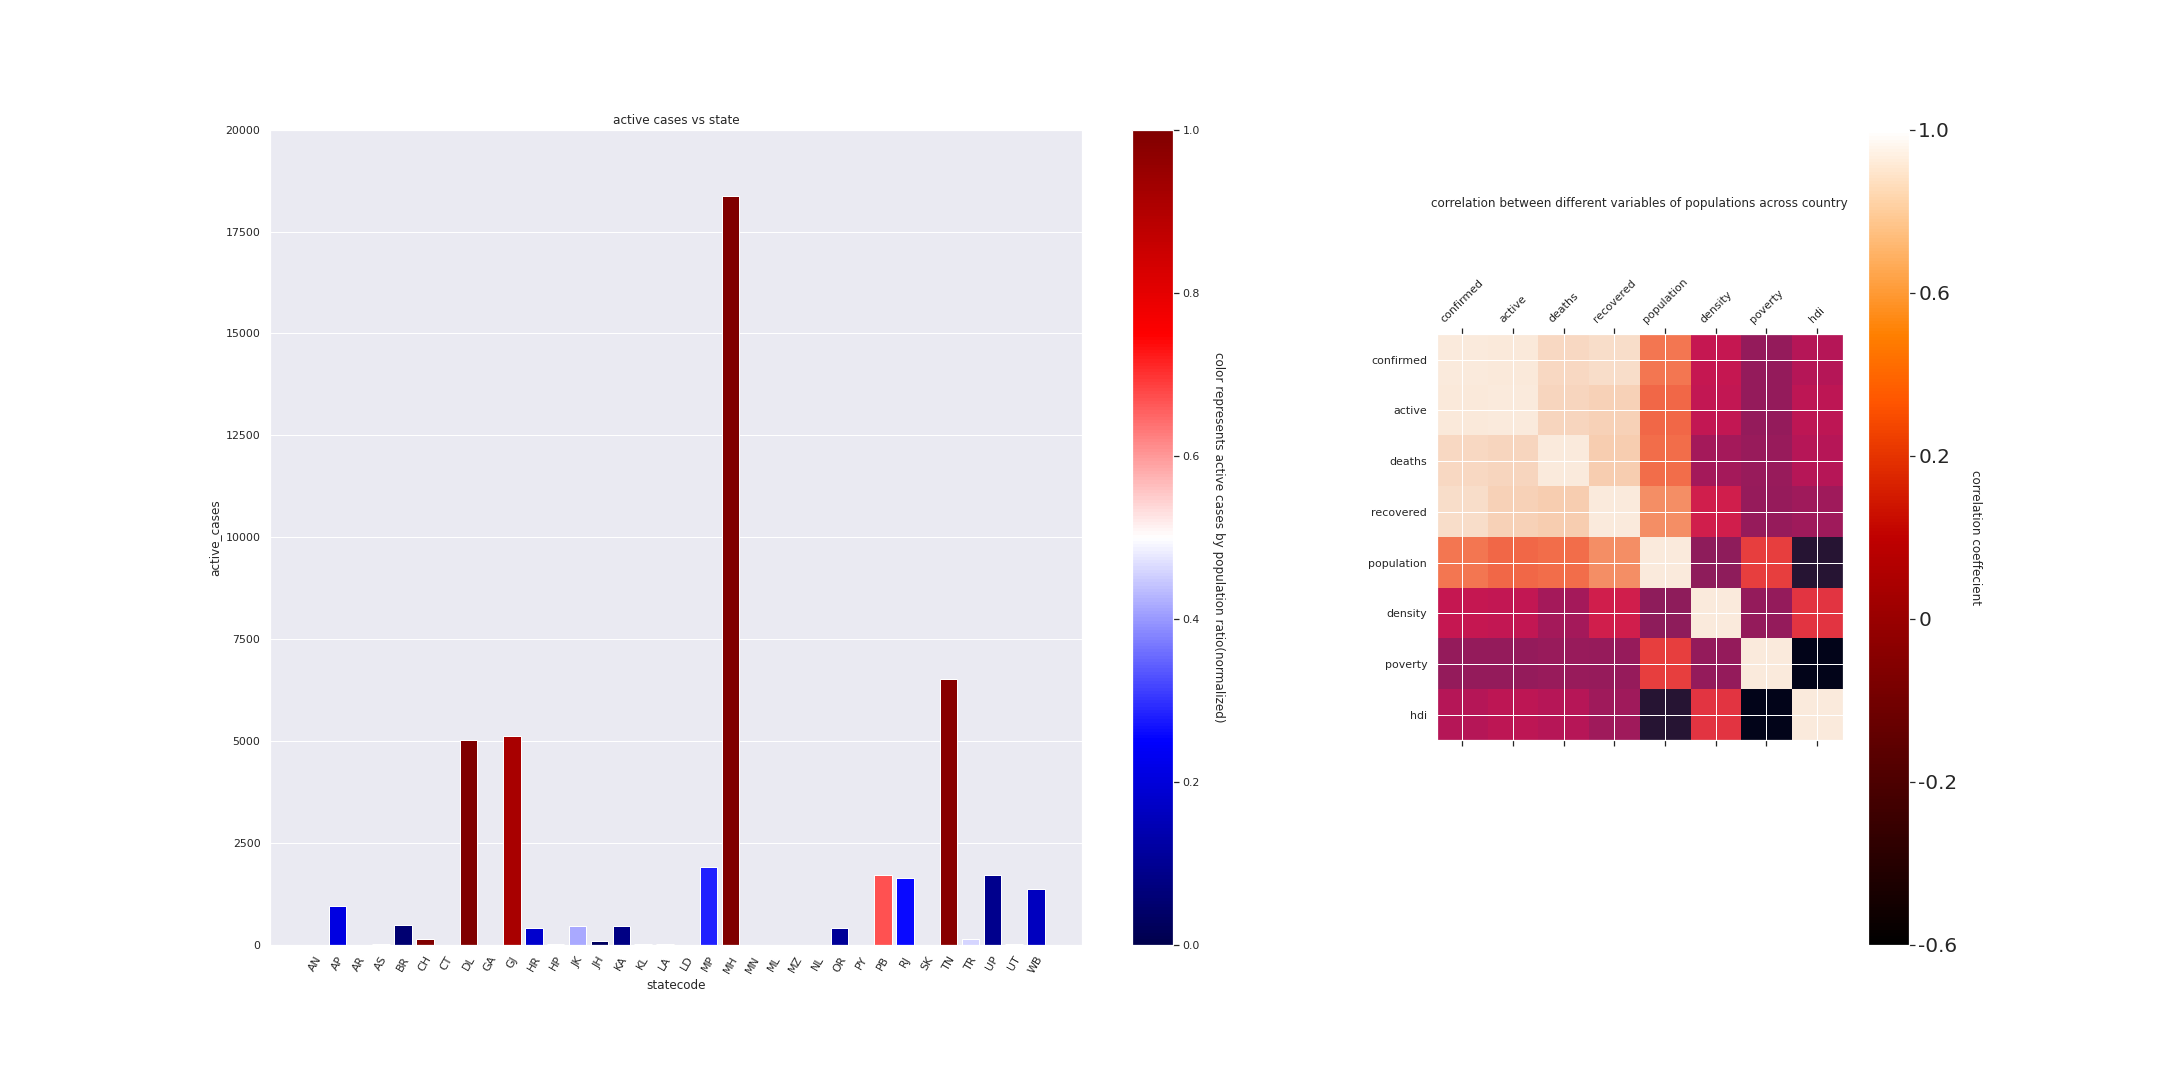 active cases vs state
20000
17500
15000
12500
10000
7500
5000
2500
0
active_cases
AN AP AR AS BR CH CT DL GA GJ HR HP JK JH KA KL LA LD MP MH MN ML MZ NL OR PY PB RJ SK TN TR UP UT WB
statecode
1.0
0.8
0.6
0.4
0.2
0.0
color represents active cases by population ratio(normalized)
correlation between different variables of populations across country
confirmed active deaths recovered population density poverty hdi
confirmed
active
deaths
recovered
population
density
poverty
hdi
1.0
0.6
0.2
0
-0.2
-0.6
correlation coeffecient